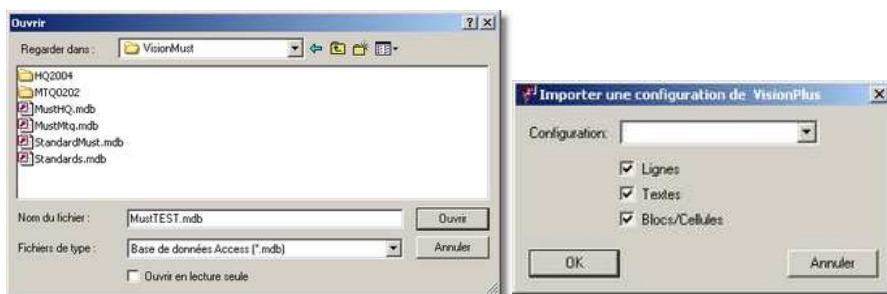 Ouvrir
Regarder dans : VisionMust
HQ2004
MTQ0202
MustHQ.mdb
MustMtq.mdb
StandardMust.mdb
Standards.mdb
Nom du fichier : MustTEST.mdb Ouvrir
Fichiers de type : Base de données Access (*.mdb) Annuler
Ouvrir en lecture seule
Importer une configuration de VisionPlus
Configuration:
Lignes
Textes
Blocs/Cellules
OK Annuler